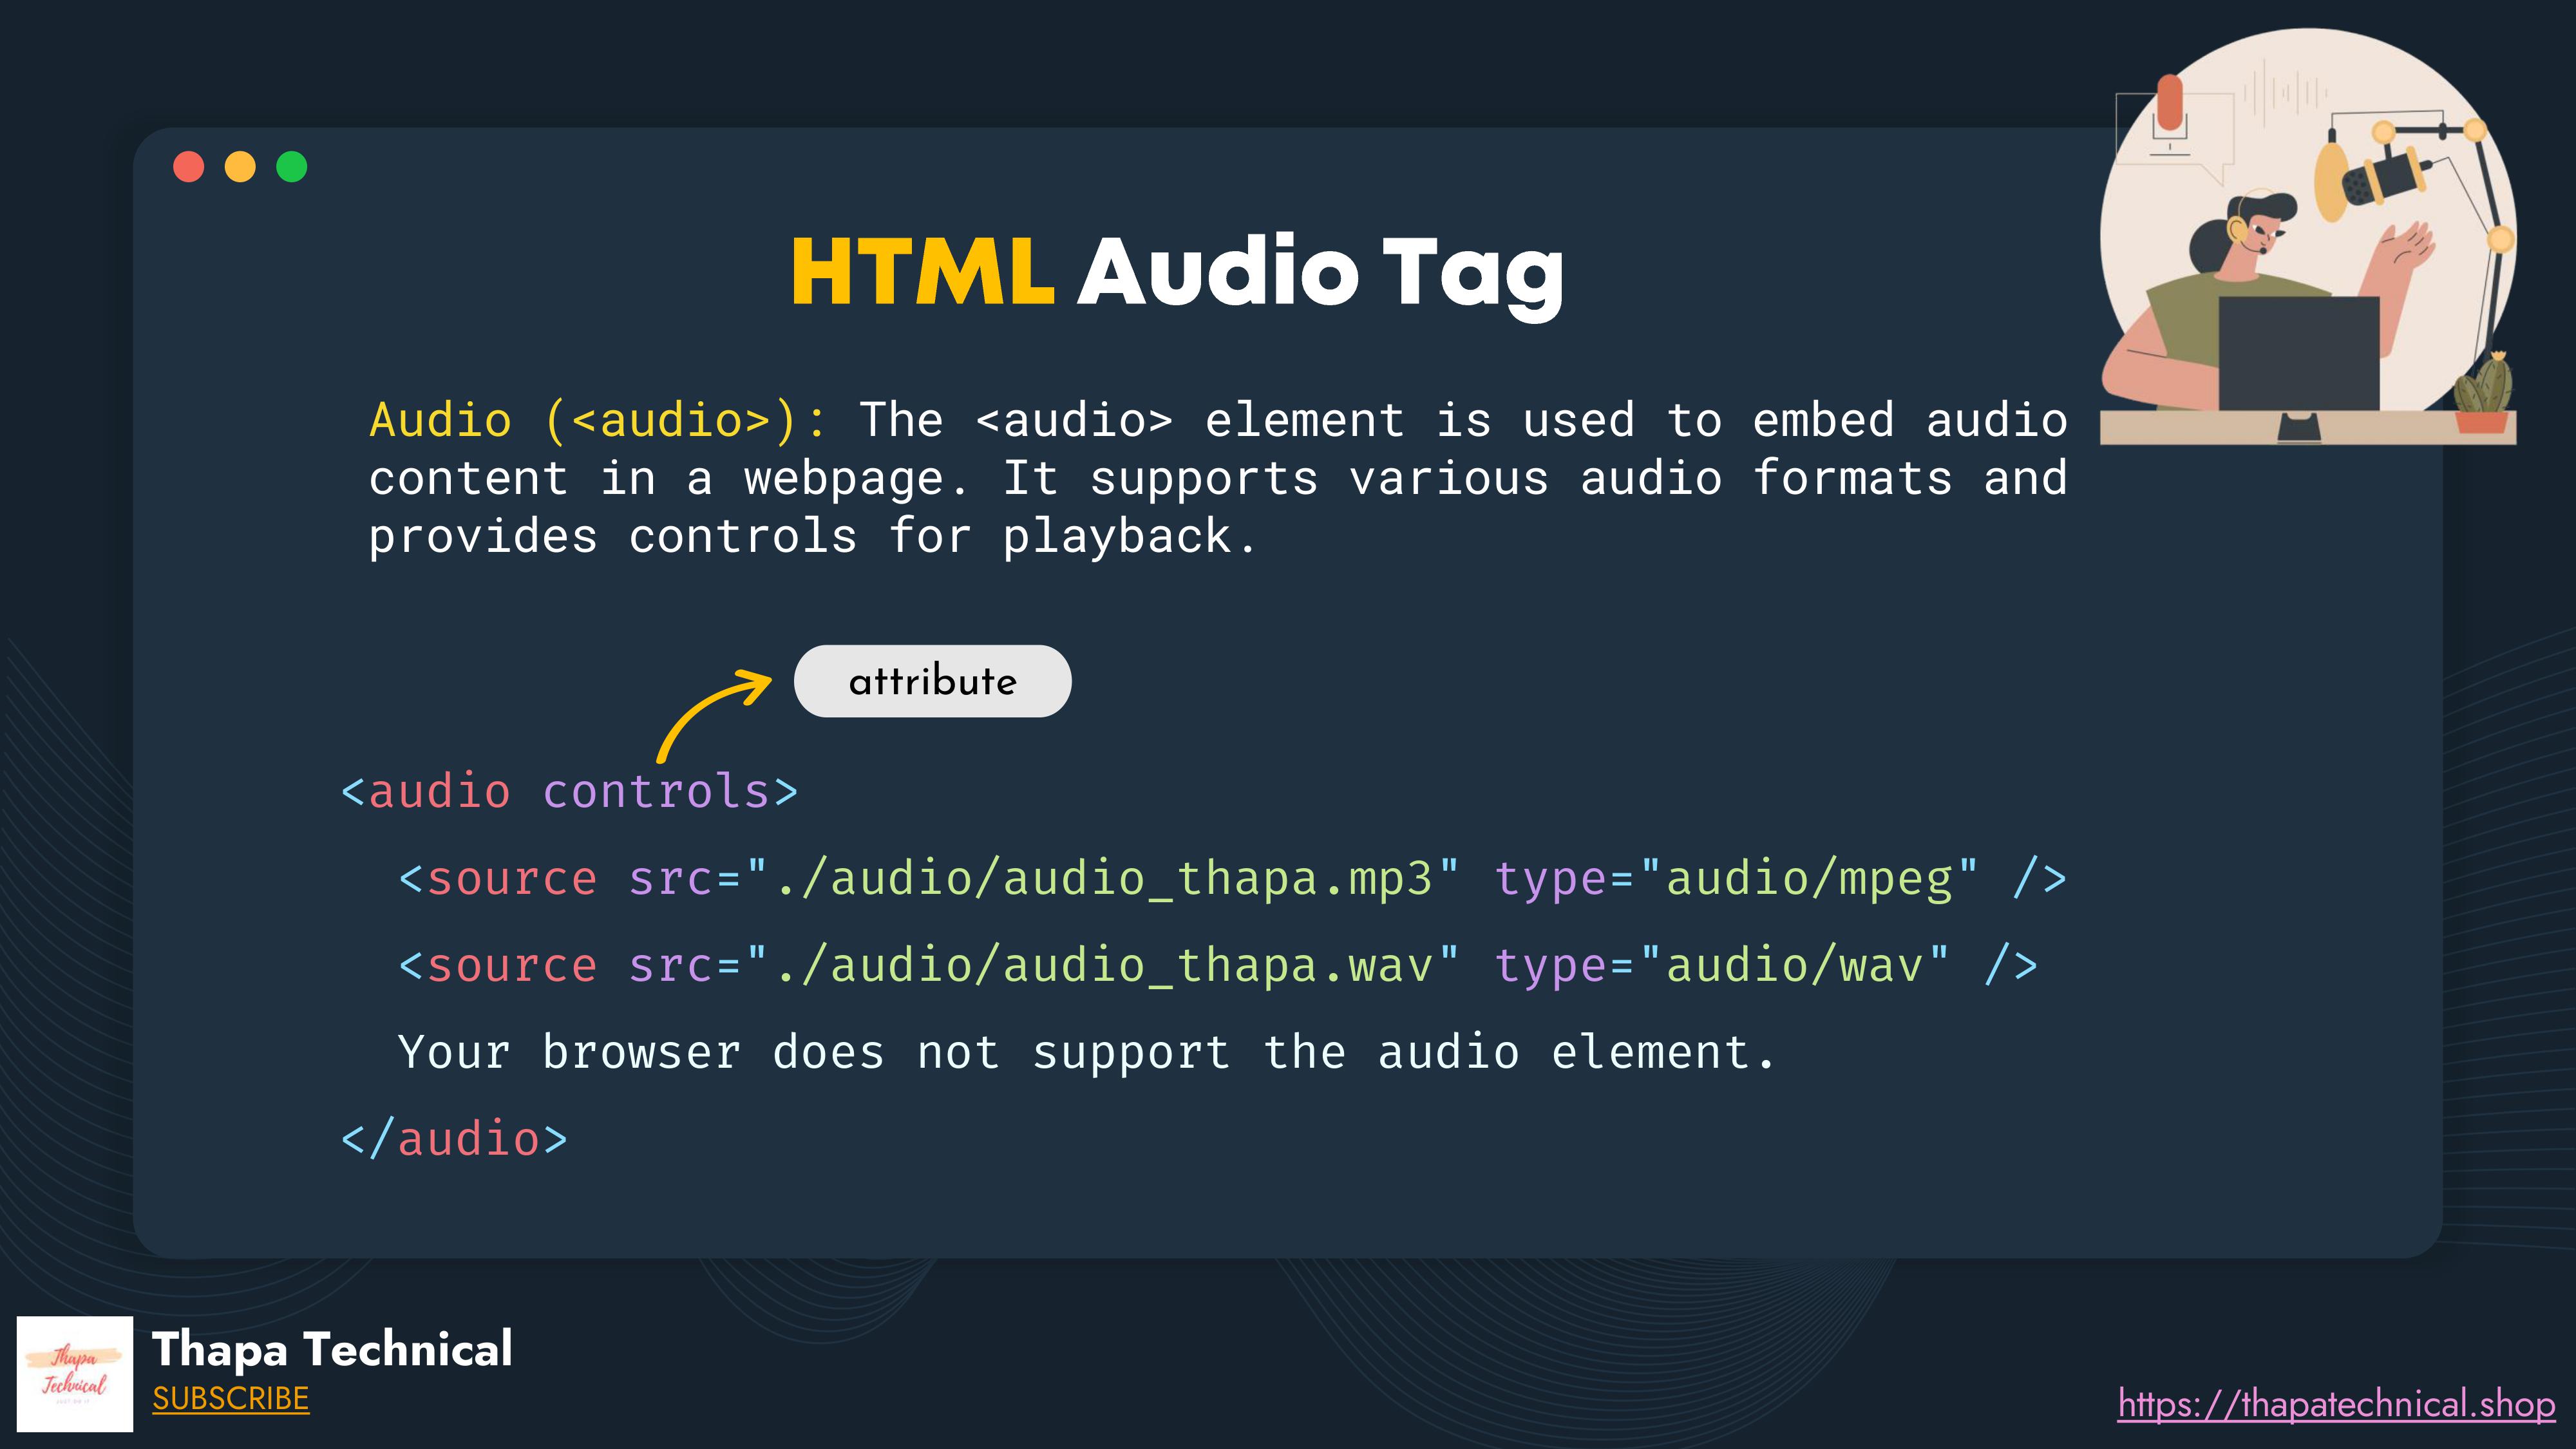 HTML Audio Tag
Audio (<audio>): The <audio> element is used to embed audio
content in a webpage. It supports various audio formats and
provides controls for playback.
attribute
<audio controls>
<source src="./audio/audio_thapa.mp3" type="audio/mpeg" />
<source src="./audio/audio_thapa.wav" type="audio/wav" />
Your browser does not support the audio element.
</audio>
Thapa
Technical
Thapa Technical
SUBSCRIBE
https://thapatechnical.shop